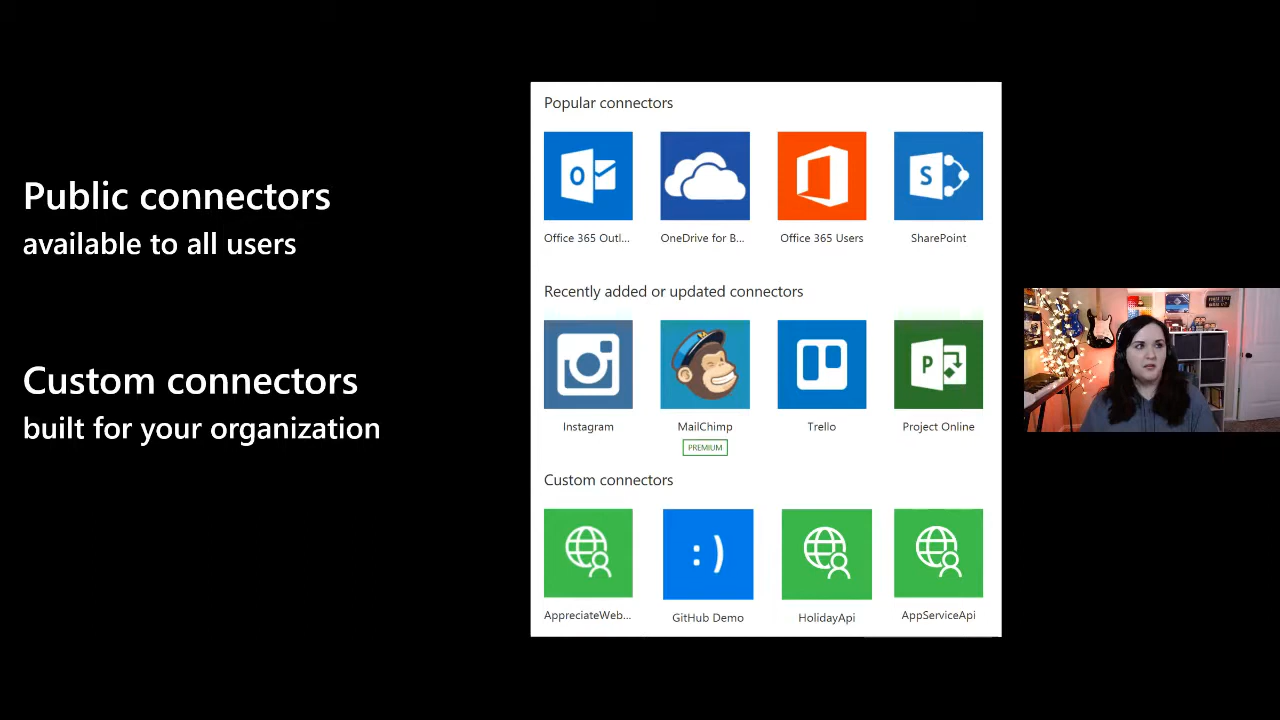 Public connectors
available to all users
Custom connectors
built for your organization
Popular connectors
Office 365 Outl...
OneDrive for B...
Office 365 Users
SharePoint
Recently added or updated connectors
Instagram
MailChimp
Trello
Project Online
PREMIUM
Custom connectors
: )
AppreciateWeb...
GitHub Demo
HolidayApi
AppServiceApi